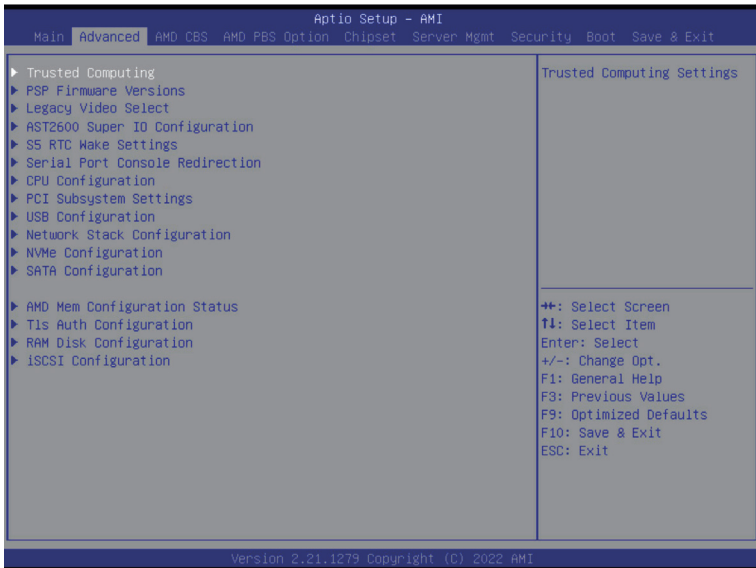 Aptio Setup – AMI
Main Advanced AMD CBS AMD PBS Option Chipset Server Mgmt Security Boot Save & Exit
▶ Trusted Computing
▶ PSP Firmware Versions
▶ Legacy Video Select
▶ AST2600 Super IO Configuration
▶ S5 RTC Wake Settings
▶ Serial Port Console Redirection
▶ CPU Configuration
▶ PCI Subsystem Settings
▶ USB Configuration
▶ Network Stack Configuration
▶ NVMe Configuration
▶ SATA Configuration
▶ AMD Mem Configuration Status
▶ Tls Auth Configuration
▶ RAM Disk Configuration
▶ iSCSI Configuration
Trusted Computing Settings
→←: Select Screen
↑↓: Select Item
Enter: Select
+/-: Change Opt.
F1: General Help
F3: Previous Values
F9: Optimized Defaults
F10: Save & Exit
ESC: Exit
Version 2.21.1279 Copyright (C) 2022 AMI